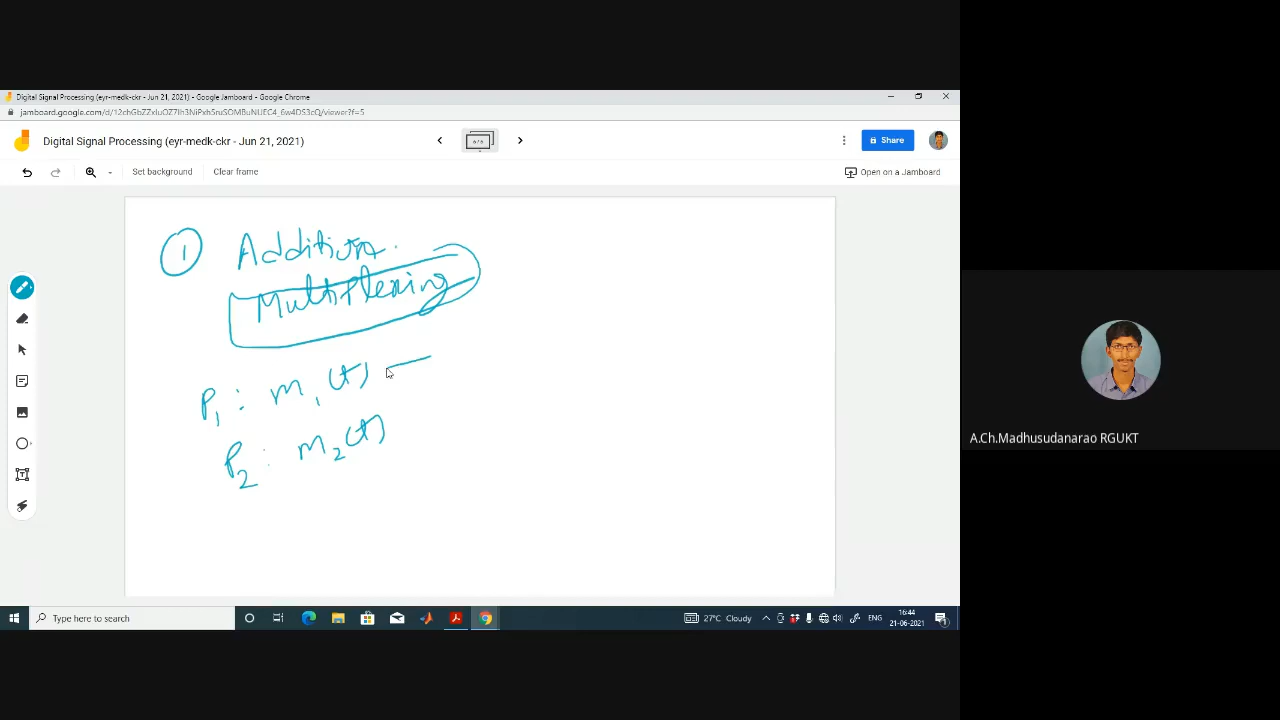 Digital Signal Processing (eyr-medk-ckr - Jun 21, 2021) - Google Jamboard - Google Chrome
Digital Signal Processing (eyr-medk-ckr - Jun 21, 2021)
6 / 6
Share
Set background
Clear frame
Open on a Jamboard
1 Addition.
Multiplexing
P1 : m1(t) —
P2 : m2(t)
A.Ch.Madhusudanarao RGUKT
Type here to search
27°C Cloudy
ENG
16:44
21-06-2021